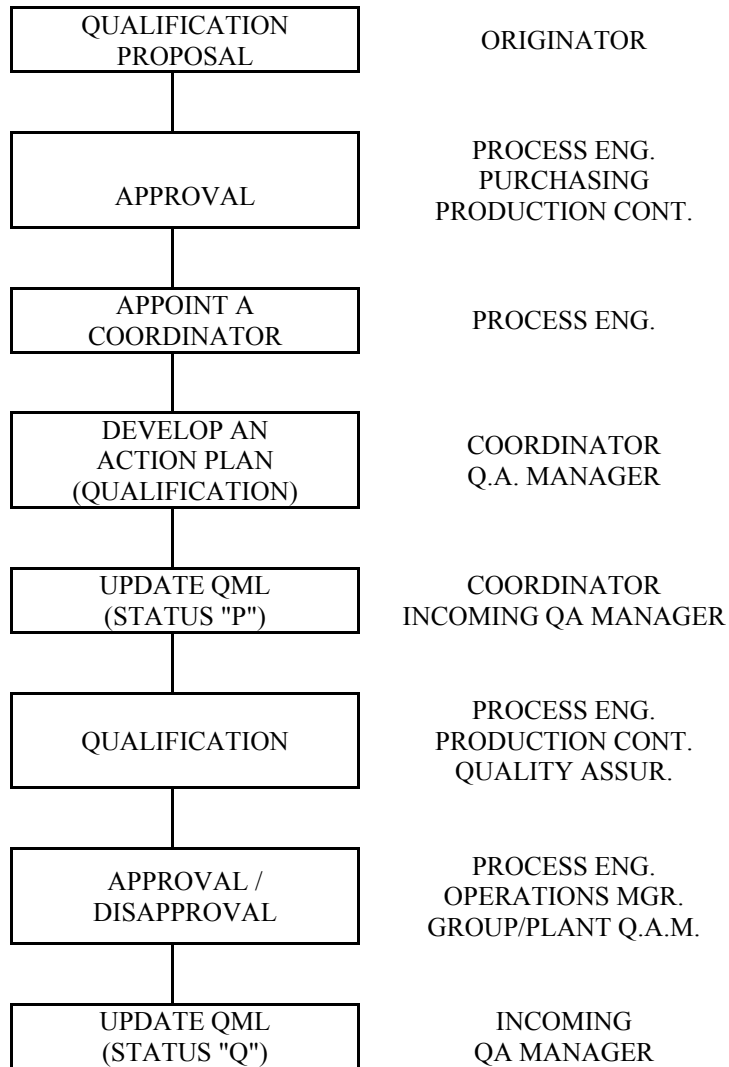 QUALIFICATION
PROPOSAL
ORIGINATOR
APPROVAL
PROCESS ENG.
PURCHASING
PRODUCTION CONT.
APPOINT A
COORDINATOR
PROCESS ENG.
DEVELOP AN
ACTION PLAN
(QUALIFICATION)
COORDINATOR
Q.A. MANAGER
UPDATE QML
(STATUS "P")
COORDINATOR
INCOMING QA MANAGER
QUALIFICATION
PROCESS ENG.
PRODUCTION CONT.
QUALITY ASSUR.
APPROVAL /
DISAPPROVAL
PROCESS ENG.
OPERATIONS MGR.
GROUP/PLANT Q.A.M.
UPDATE QML
(STATUS "Q")
INCOMING
QA MANAGER